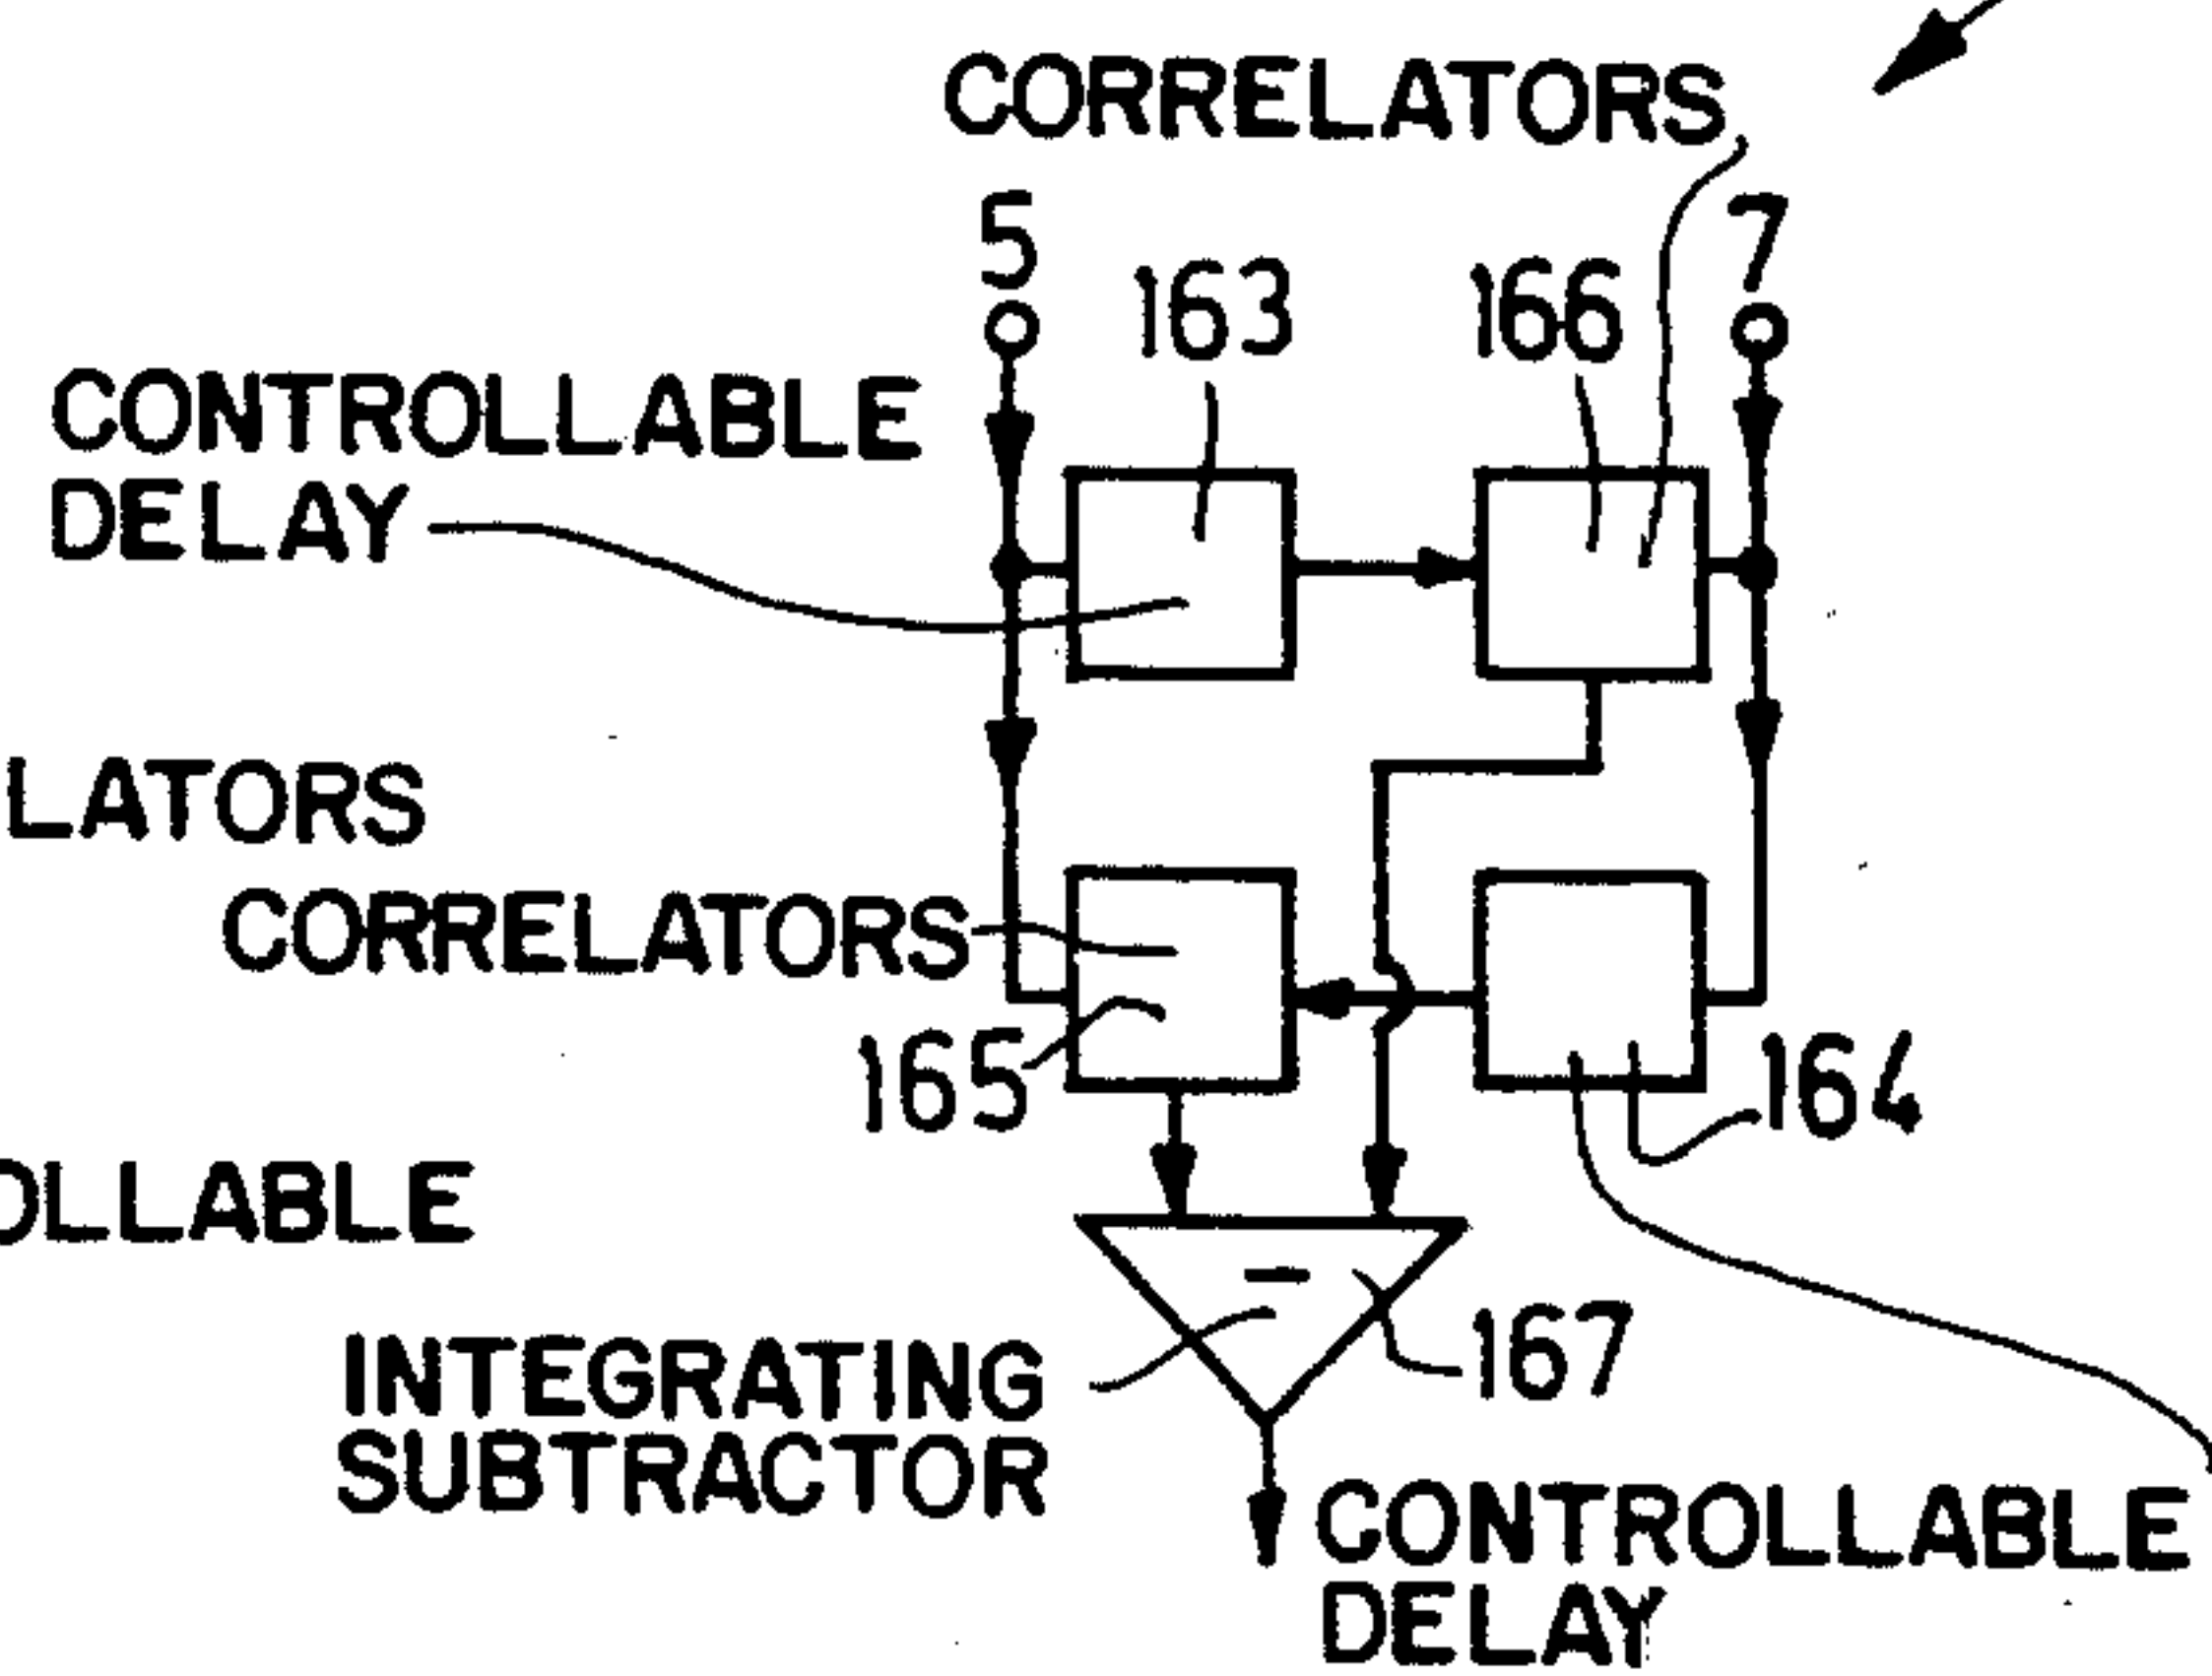 CORRELATORS
5
7
163
166
CONTROLLABLE
DELAY
LATORS
CORRELATORS
165
164
OLLABLE
-
INTEGRATING
SUBTRACTOR
167
CONTROLLABLE
DELAY